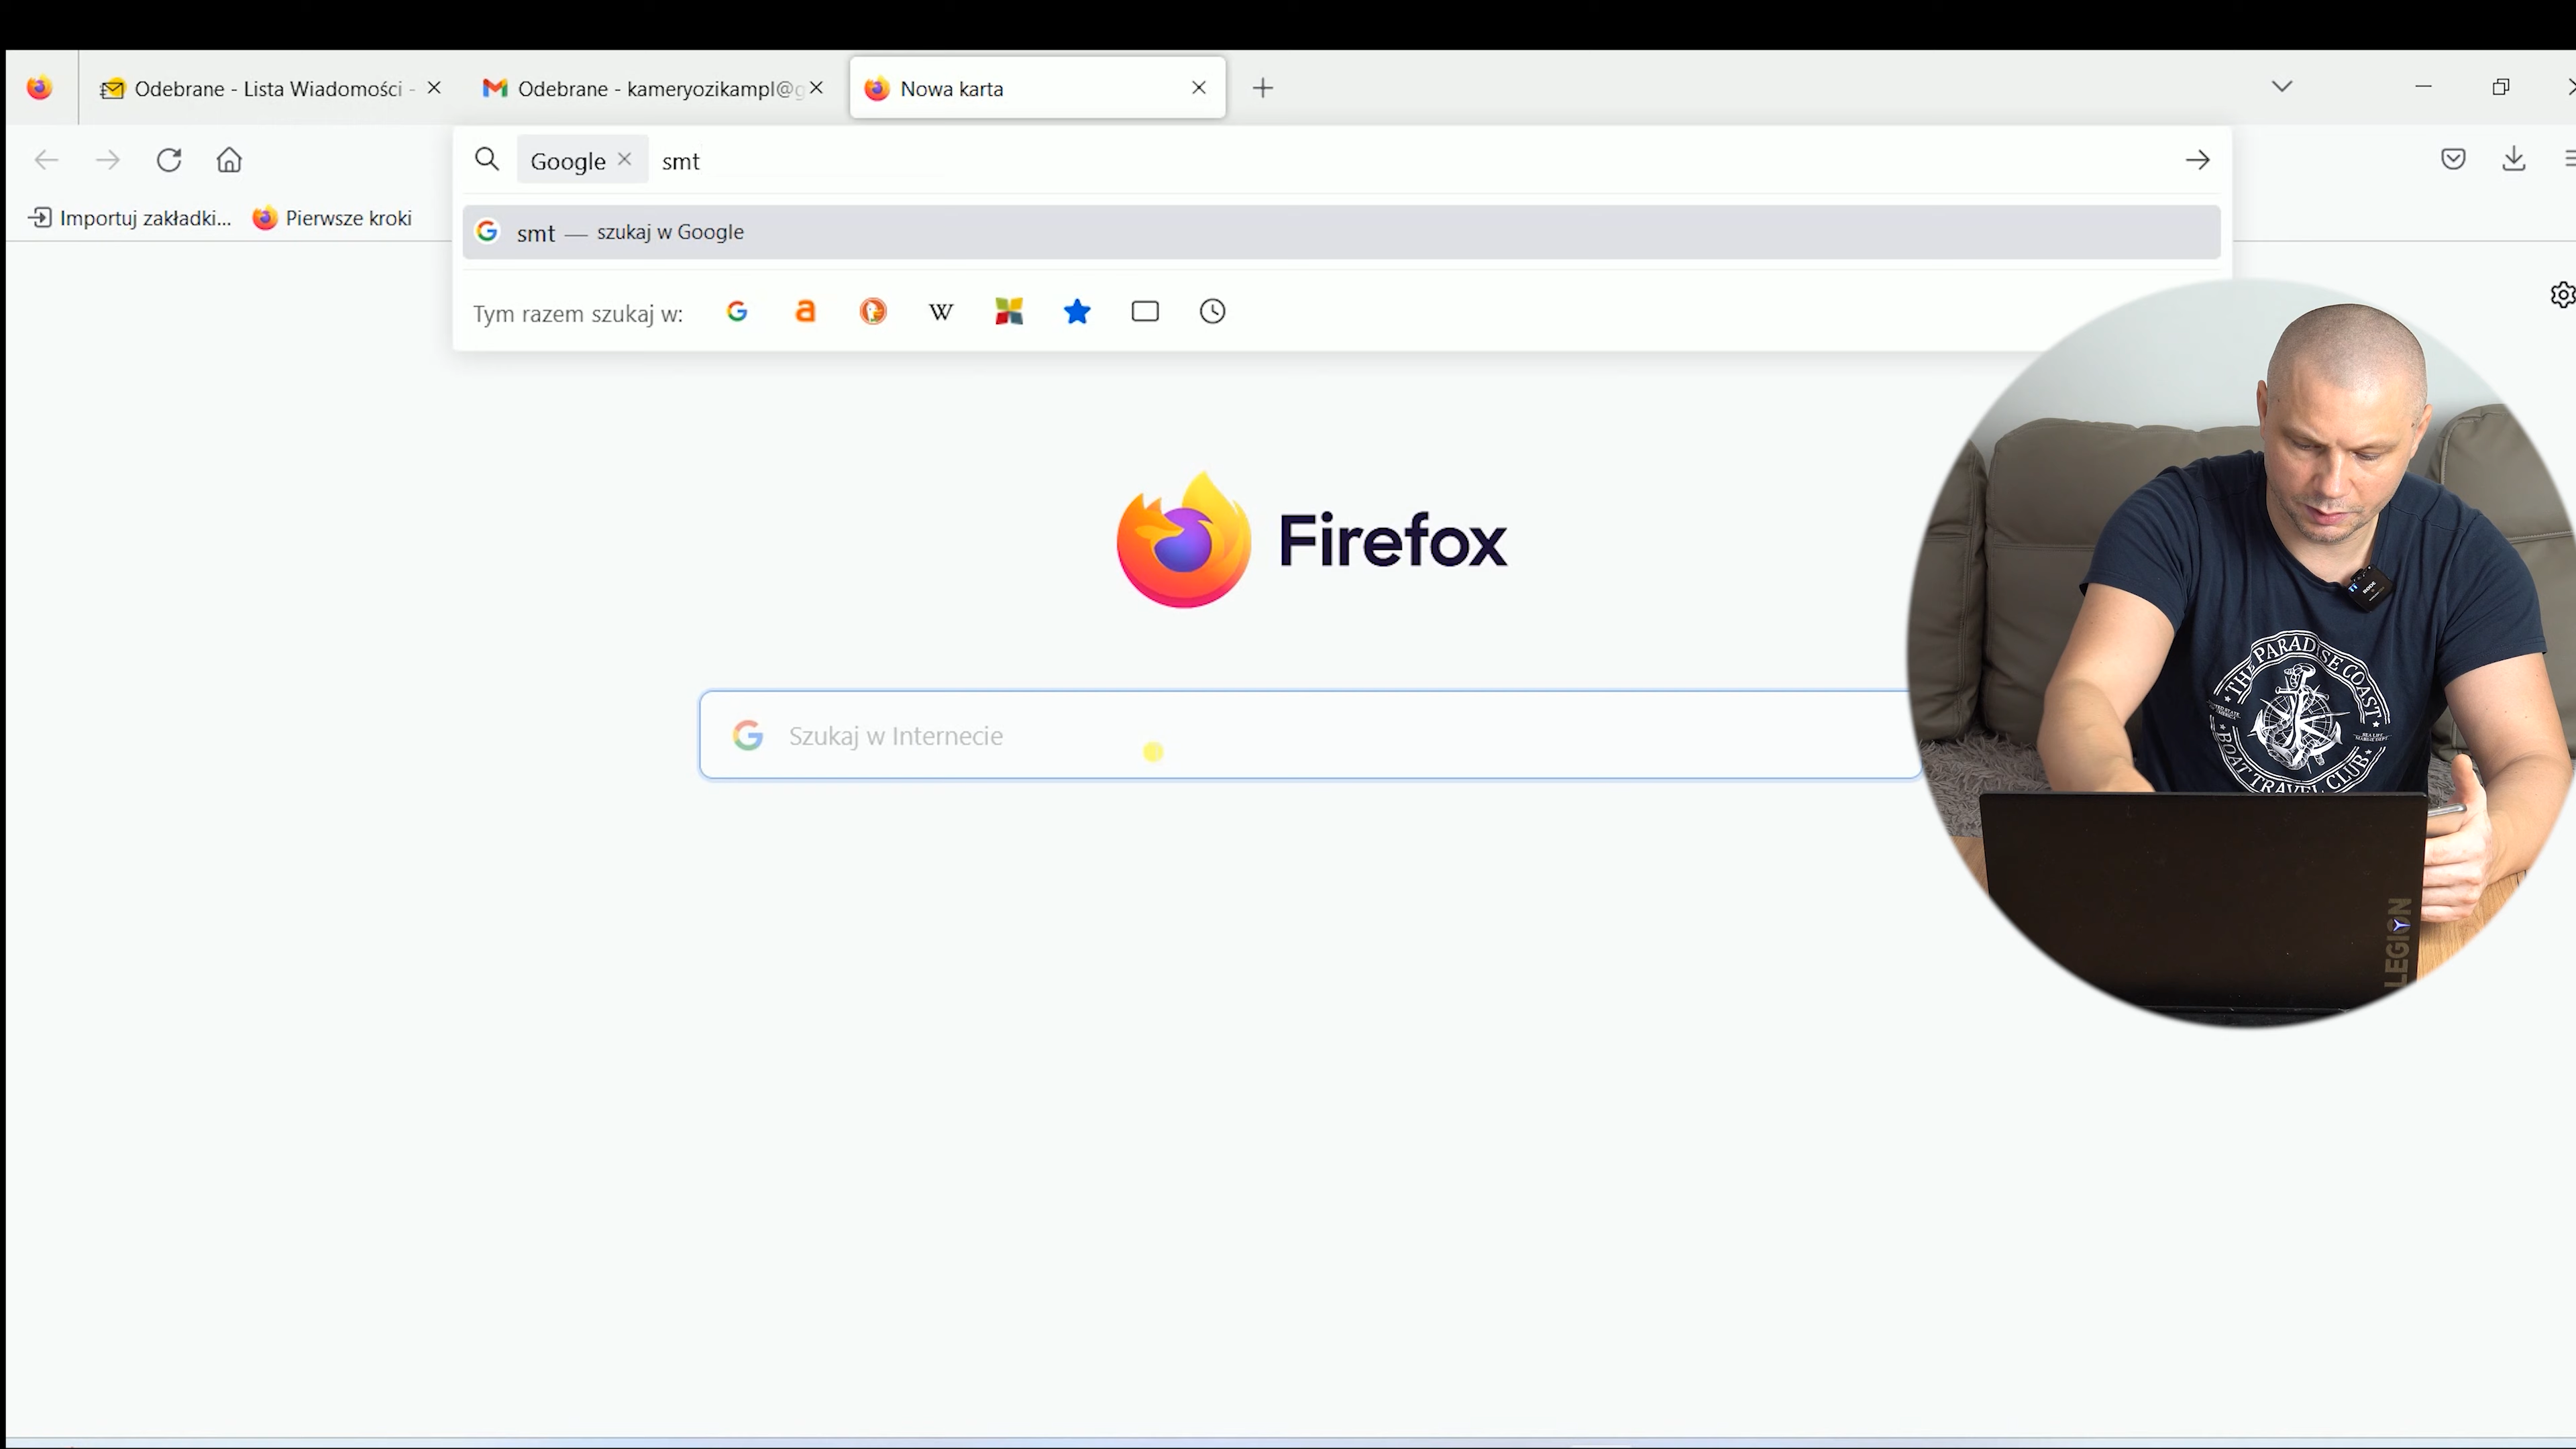 Odebrane - Lista Wiadomości -
Odebrane - kameryozikampl@g
Nowa karta
Google
smt
Importuj zakładki...
Pierwsze kroki
smt — szukaj w Google
Tym razem szukaj w:
Firefox
Szukaj w Internecie
THE PARADISE COAST
BOAT TRAVEL CLUB
RODE
LEGION